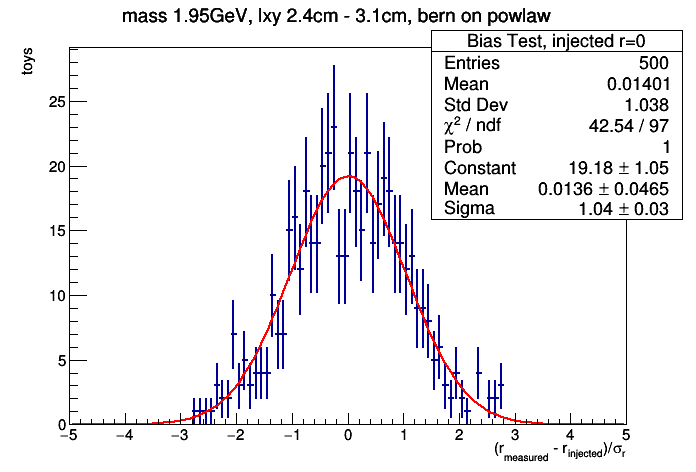 mass 1.95GeV, lxy 2.4cm - 3.1cm, bern on powlaw
toys
Bias Test, injected r=0
Entries 500
Mean 0.01401
Std Dev 1.038
χ² / ndf 42.54 / 97
Prob 1
Constant 19.18 ± 1.05
Mean 0.0136 ± 0.0465
Sigma 1.04 ± 0.03
25
20
15
10
5
0
−5 −4 −3 −2 −1 0 1 2 3 4 5
(r_measured - r_injected)/σ_r